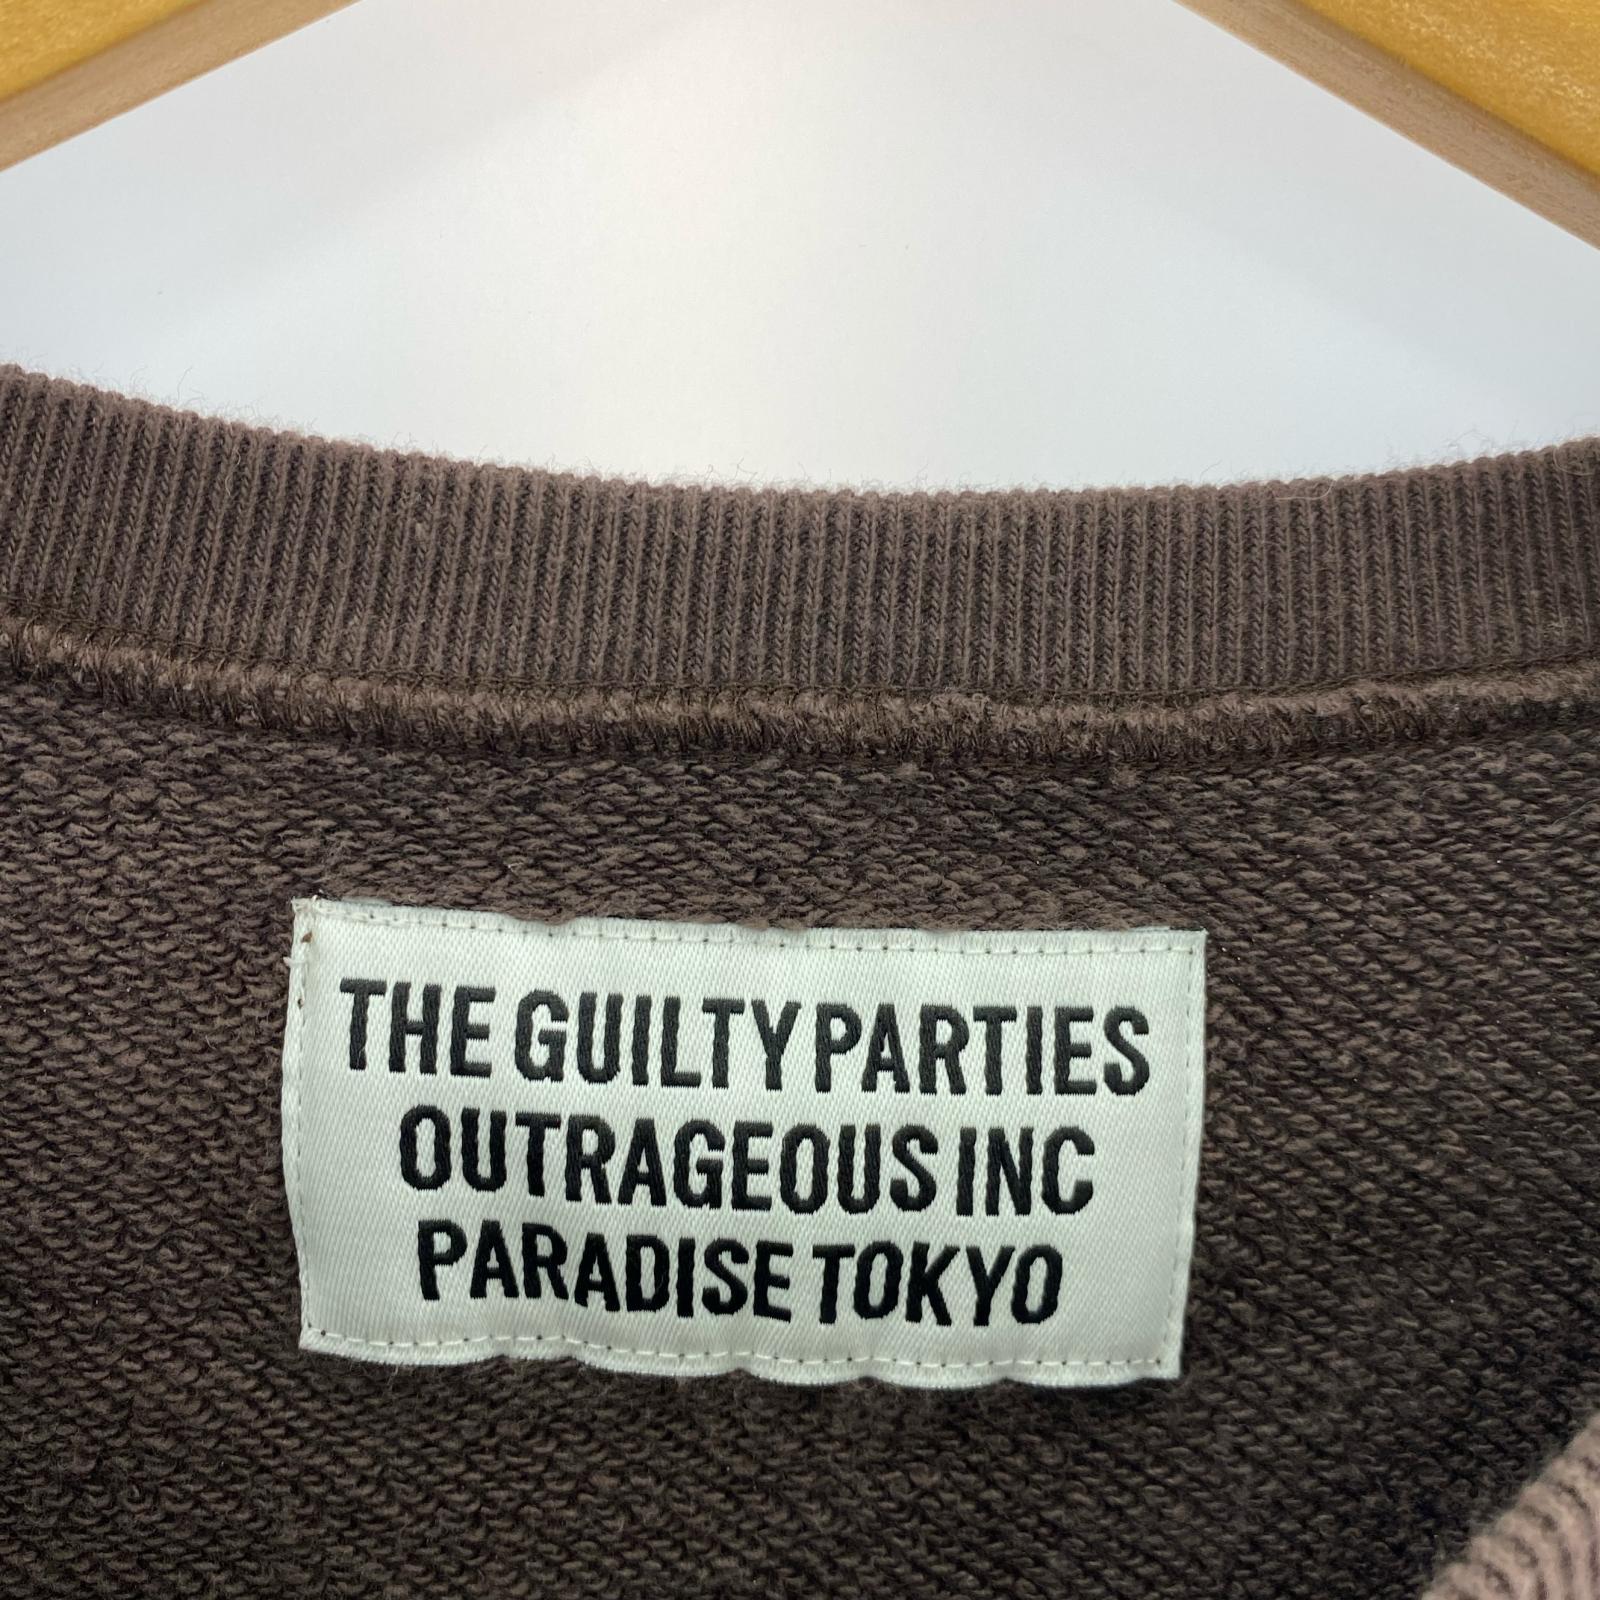 THE GUILTY PARTIES
OUTRAGEOUS INC
PARADISE TOKYO